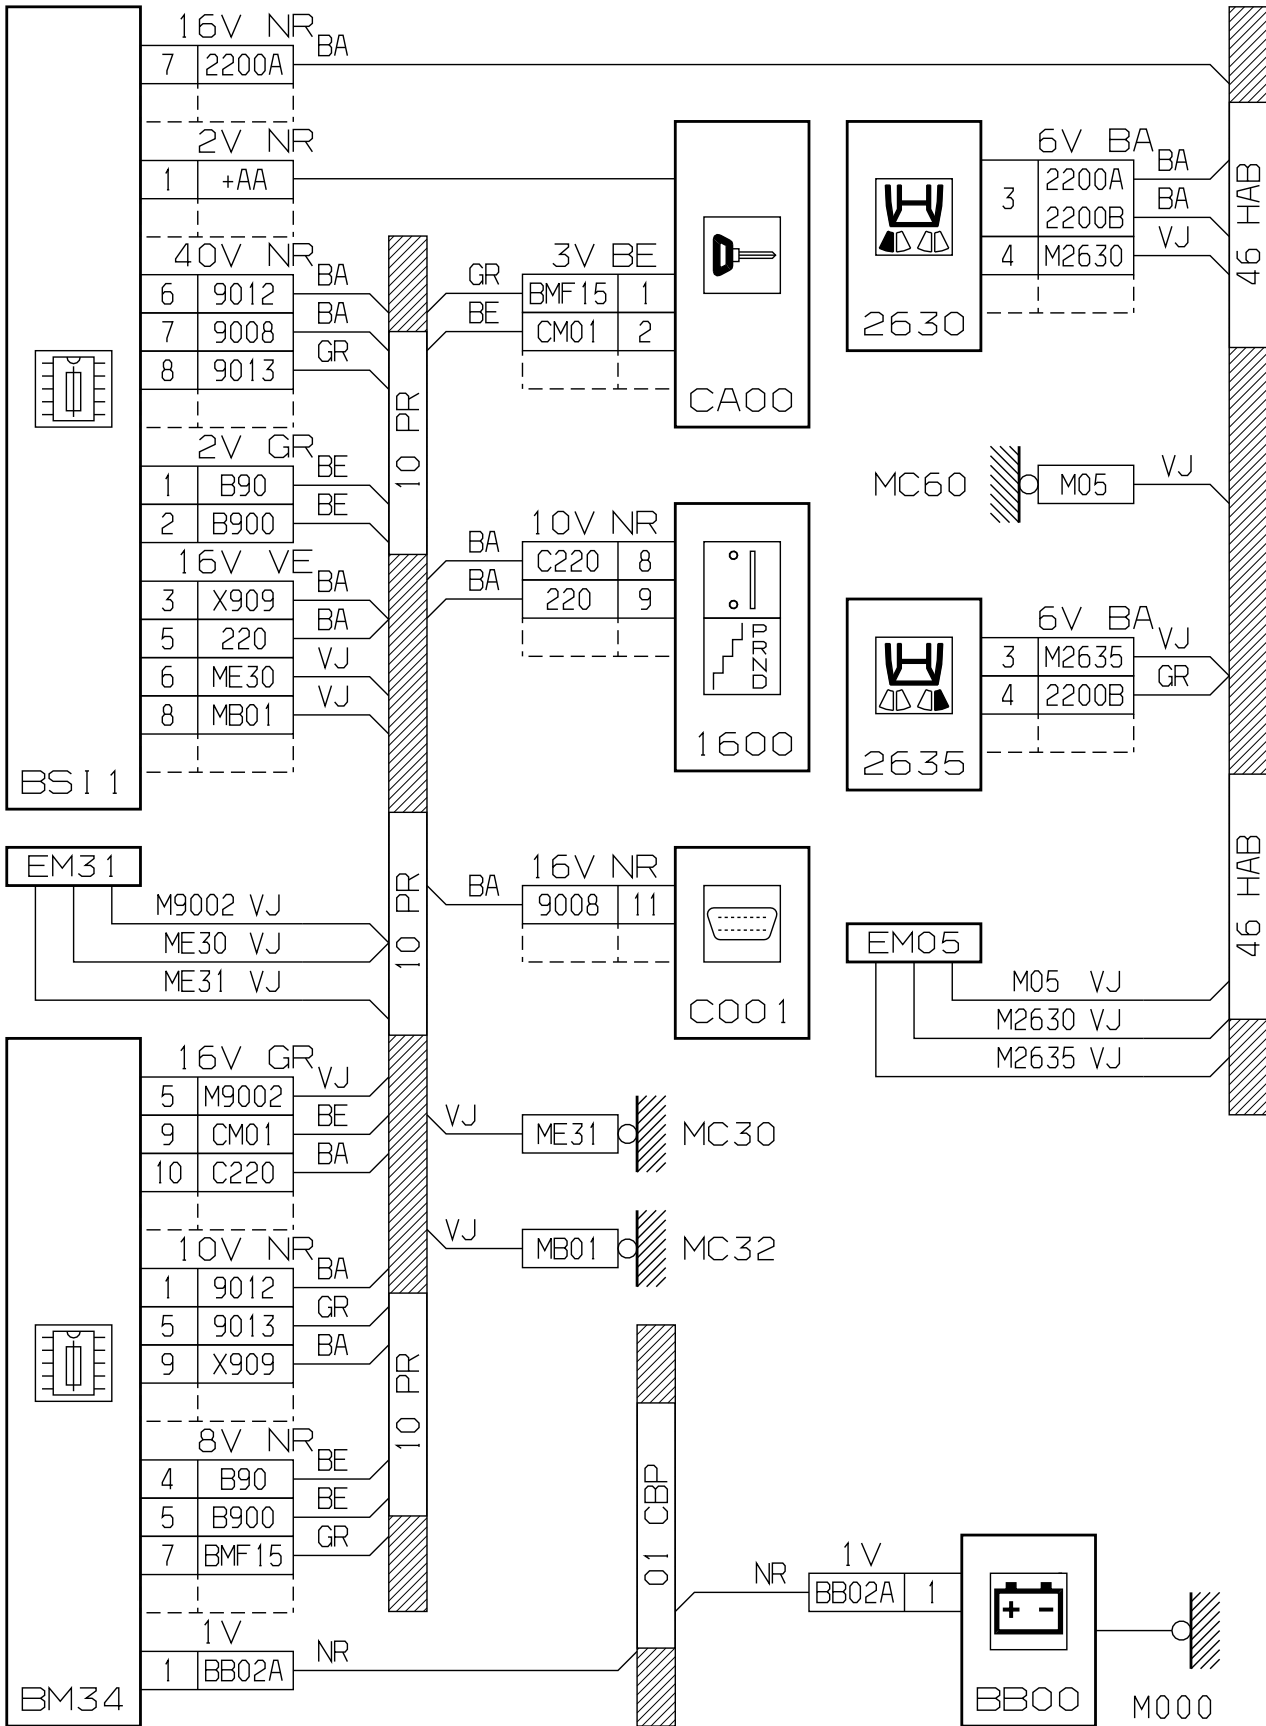 16V NR
7 2200A BA
2V NR
1 +AA
40V NR
6 9012 BA
7 9008 BA
8 9013 GR
2V GR
1 B90 BE
2 B900 BE
16V VE
3 X909 BA
5 220 BA
6 ME30 VJ
8 MB01 VJ
BSI1
EM31
M9002 VJ
ME30 VJ
ME31 VJ
16V GR
5 M9002 VJ
9 CM01 BE
10 C220 BA
10V NR
1 9012 BA
5 9013 GR
9 X909 BA
8V NR
4 B90 BE
5 B900 BE
7 BMF15 GR
1V
1 BB02A NR
BM34
10 PR
10 PR
10 PR
3V BE
GR BMF15 1
BE CM01 2
CA00
10V NR
BA C220 8
BA 220 9
P
R
N
D
1600
16V NR
BA 9008 11
C001
VJ ME31 MC30
VJ MB01 MC32
01 CBP
1V
NR BB02A 1
+ -
BB00
M000
6V BA
3 2200A BA
2200B BA
4 M2630 VJ
2630
MC60 M05 VJ
6V BA
3 M2635 VJ
4 2200B GR
2635
EM05
M05 VJ
M2630 VJ
M2635 VJ
46 HAB
46 HAB